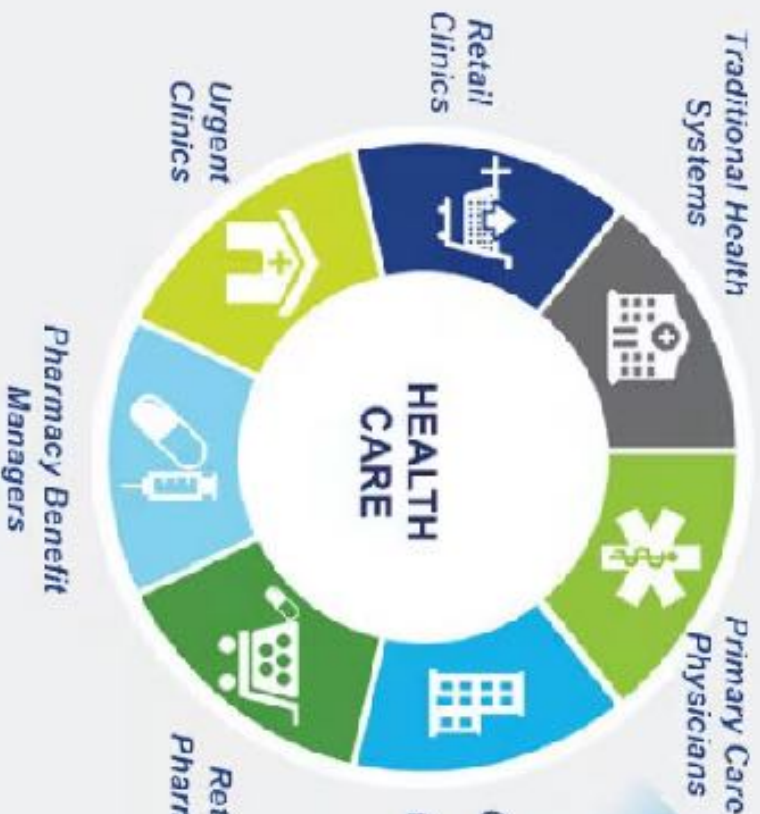 Traditional Health
Systems
Primary Care
Physicians
Retail
Clinics
HEALTH
CARE
Urgent
Clinics
Pharmacy Benefit
Managers